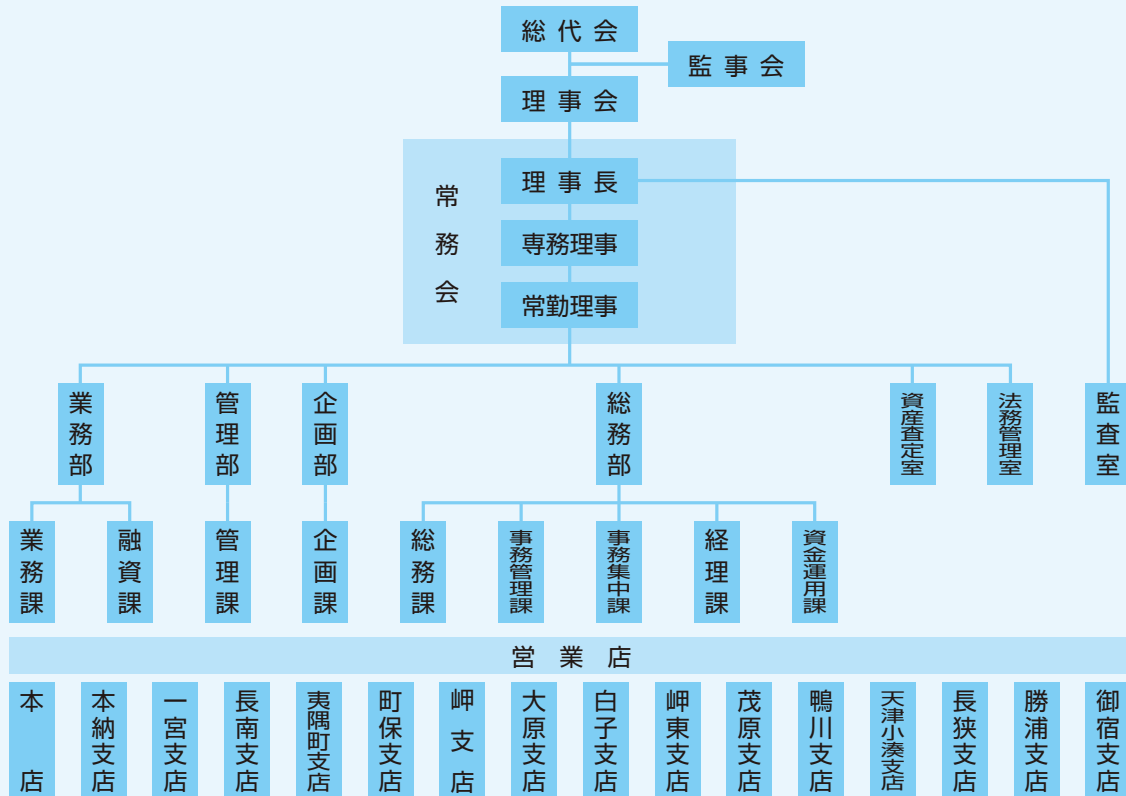 総代会
監事会
理事会
常務会
理事長
専務理事
常勤理事
業務部
管理部
企画部
総務部
資産査定室
法務管理室
監査室
業務課
融資課
管理課
企画課
総務課
事務管理課
事務集中課
経理課
資金運用課
営業店
本店
本納支店
一宮支店
長南支店
夷隅町支店
町保支店
岬支店
大原支店
白子支店
岬東支店
茂原支店
鴨川支店
天津小湊支店
長狭支店
勝浦支店
御宿支店